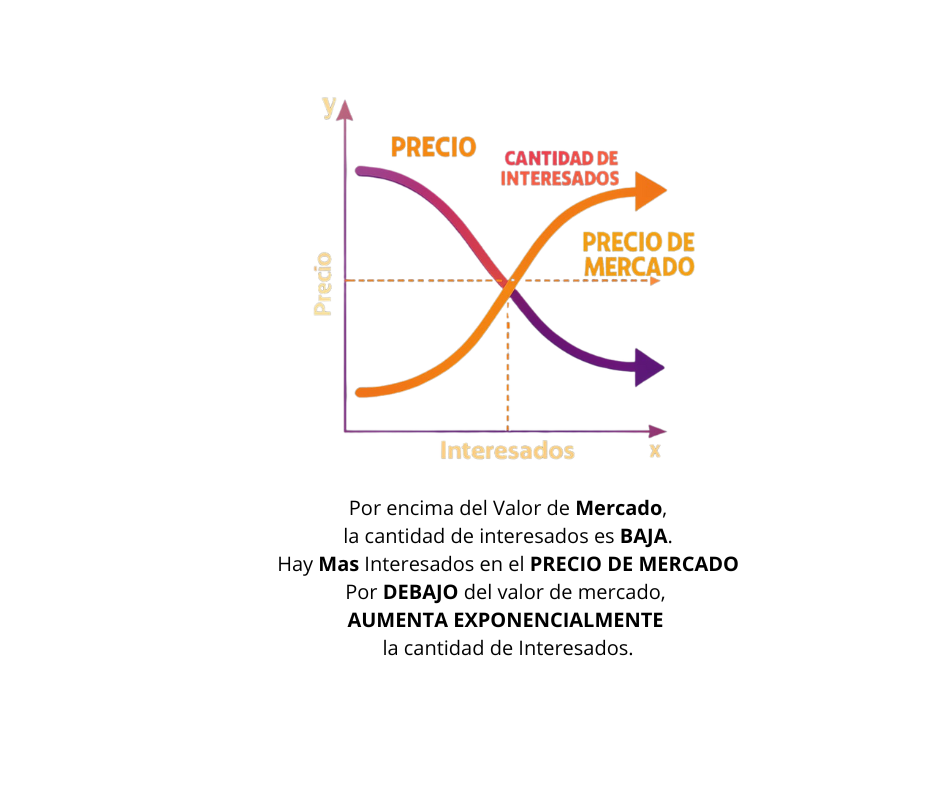 y
PRECIO
CANTIDAD DE
INTERESADOS
PRECIO DE
MERCADO
Precio
Interesados
x
Por encima del Valor de Mercado,
la cantidad de interesados es BAJA.
Hay Mas Interesados en el PRECIO DE MERCADO
Por DEBAJO del valor de mercado,
AUMENTA EXPONENCIALMENTE
la cantidad de Interesados.